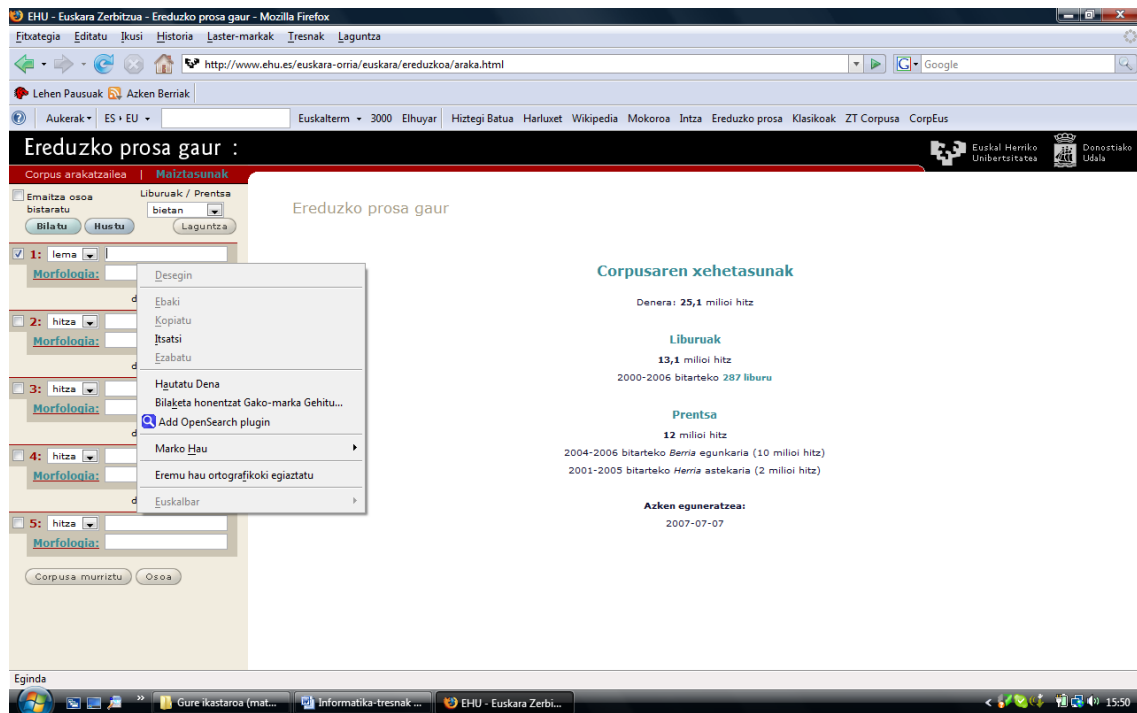 EHU - Euskara Zerbitzua - Ereduzko prosa gaur - Mozilla Firefox
Fitxategia Editatu Ikusi Historia Laster-markak Tresnak Laguntza
http://www.ehu.es/euskara-orria/euskara/ereduzkoa/araka.html
G Google
Lehen Pausuak Azken Berriak
Aukerak ES › EU Euskalterm 3000 Elhuyar Hiztegi Batua Harluxet Wikipedia Mokoroa Intza Ereduzko prosa Klasikoak ZT Corpusa CorpEus
Ereduzko prosa gaur :
Euskal Herriko
Unibertsitatea
Donostiako
Udala
Corpus arakatzailea | Maiztasunak
Emaitza osoa
bistaratu
Liburuak / Prentsa
bietan
Bilatu Hustu Laguntza
1: lema
Morfologia:
d
2: hitza
Morfologia:
d
3: hitza
Morfologia:
d
4: hitza
Morfologia:
d
5: hitza
Morfologia:
Corpusa murriztu Osoa
Desegin
Ebaki
Kopiatu
Itsatsi
Ezabatu
Hautatu Dena
Bilaketa honentzat Gako-marka Gehitu...
Add OpenSearch plugin
Marko Hau
Eremu hau ortografikoki egiaztatu
Euskalbar
Ereduzko prosa gaur
Corpusaren xehetasunak
Denera: 25,1 milioi hitz
Liburuak
13,1 milioi hitz
2000-2006 bitarteko 287 liburu
Prentsa
12 milioi hitz
2004-2006 bitarteko Berria egunkaria (10 milioi hitz)
2001-2005 bitarteko Herria astekaria (2 milioi hitz)
Azken eguneratzea:
2007-07-07
Eginda
Gure ikastaroa (mat... Informatika-tresnak ... EHU - Euskara Zerbi... 15:50